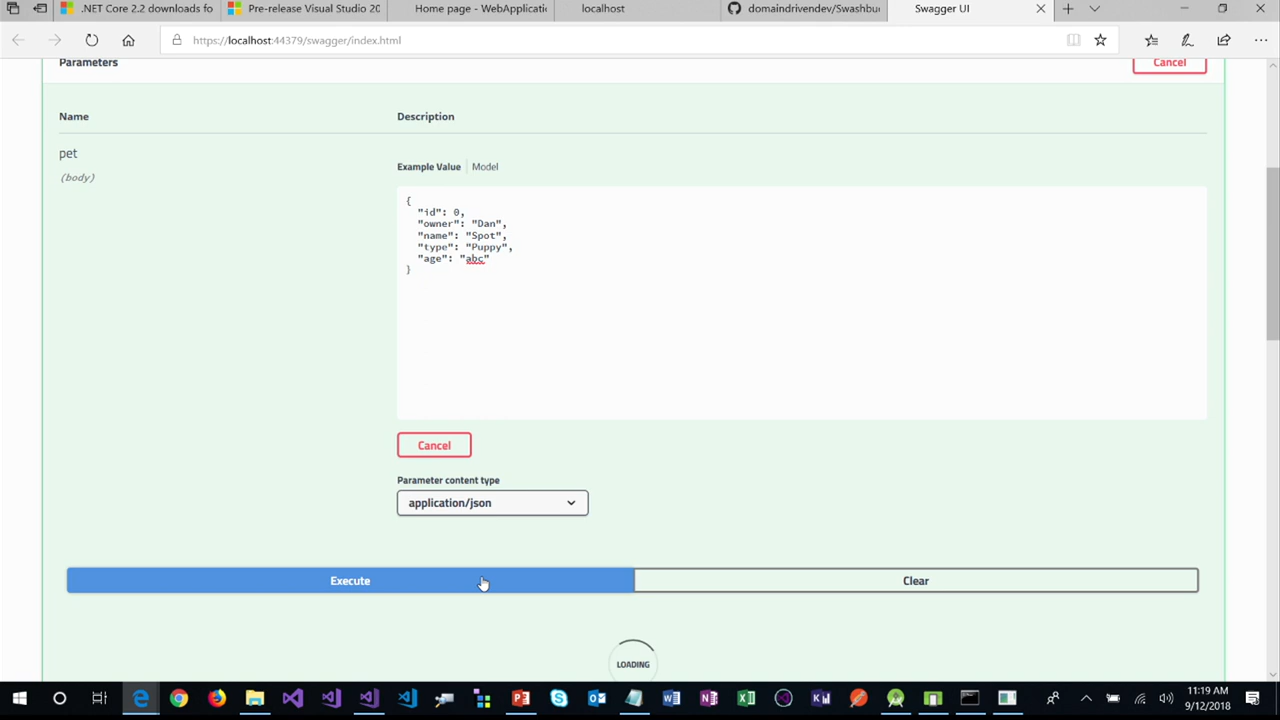 .NET Core 2.2 downloads fo
Pre-release Visual Studio 20
Home page - WebApplicatic
localhost
domaindrivendev/Swashbu
Swagger UI
https://localhost:44379/swagger/index.html
Parameters
Cancel
Name
Description
pet
(body)
Example Value
Model
{
"id": 0,
"owner": "Dan",
"name": "Spot",
"type": "Puppy",
"age": "abc"
}
Cancel
Parameter content type
application/json
Execute
Clear
LOADING
11:19 AM
9/12/2018